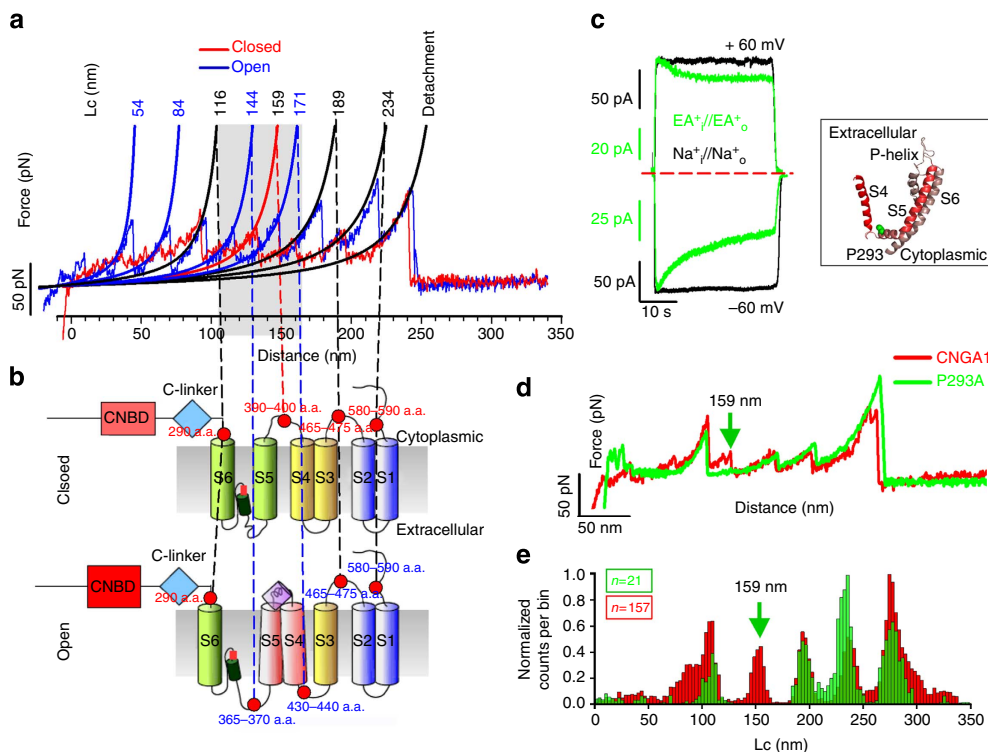 a
Closed
Open
Lc (nm)
54
84
116
144
159
171
189
234
Detachment
Force (pN)
50 pN
0 50 100 150 200 250 300 350
Distance (nm)
b
C-linker
CNBD
290 a.a.
390–400 a.a.
465–475 a.a.
580–590 a.a.
Cytoplasmic
S6 S5 S4 S3 S2 S1
Clsoed
Extracellular
C-linker
CNBD
290 a.a.
465–475 a.a.
580–590 a.a.
S6 S5 S4 S3 S2 S1
Open
365–370 a.a.
430–440 a.a.
c
+ 60 mV
50 pA
20 pA
EA⁺i//EA⁺o
Na⁺i//Na⁺o
25 pA
50 pA
10 s
−60 mV
Extracellular
P-helix
S4
S5
S6
P293
Cytoplasmic
d
CNGA1
P293A
159 nm
Force (pN)
50 pN
50 nm
Distance (nm)
e
n=21
n=157
159 nm
Normalized
counts per bin
1.0
0.8
0.6
0.4
0.2
0.0
0 50 100 150 200 250 300 350
Lc (nm)